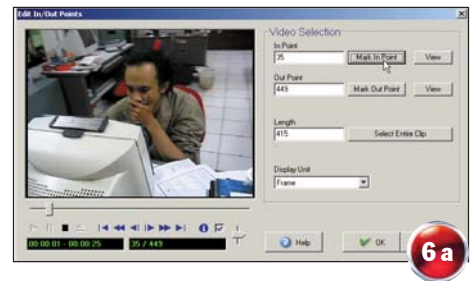 Edit In/Out Points
Video Selection
In Point
35
Mark In Point
View
Out Point
449
Mark Out Point
View
Length
415
Select Entire Clip
Display Unit
Frame
00:00:01 - 00:00:25
35 / 449
Help
OK
6a